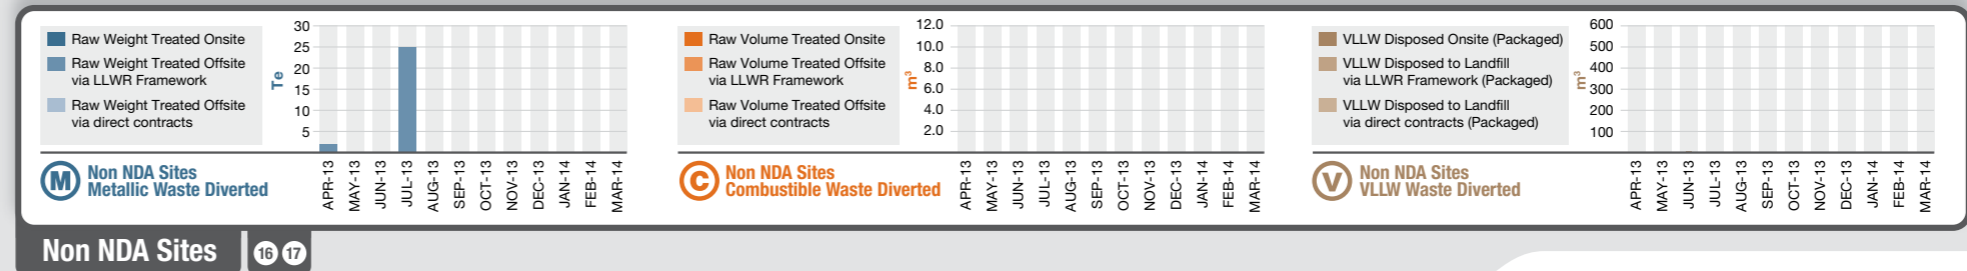 Raw Weight Treated Onsite
Raw Weight Treated Offsite
via LLWR Framework
Raw Weight Treated Offsite
via direct contracts
Te
30
25
20
15
10
5
APR-13
MAY-13
JUN-13
JUL-13
AUG-13
SEP-13
OCT-13
NOV-13
DEC-13
JAN-14
FEB-14
MAR-14
M
Non NDA Sites
Metallic Waste Diverted
Raw Volume Treated Onsite
Raw Volume Treated Offsite
via LLWR Framework
Raw Volume Treated Offsite
via direct contracts
m³
12.0
10.0
8.0
6.0
4.0
2.0
APR-13
MAY-13
JUN-13
JUL-13
AUG-13
SEP-13
OCT-13
NOV-13
DEC-13
JAN-14
FEB-14
MAR-14
C
Non NDA Sites
Combustible Waste Diverted
VLLW Disposed Onsite (Packaged)
VLLW Disposed to Landfill
via LLWR Framework (Packaged)
VLLW Disposed to Landfill
via direct contracts (Packaged)
m³
600
500
400
300
200
100
APR-13
MAY-13
JUN-13
JUL-13
AUG-13
SEP-13
OCT-13
NOV-13
DEC-13
JAN-14
FEB-14
MAR-14
V
Non NDA Sites
VLLW Waste Diverted
Non NDA Sites 16 17